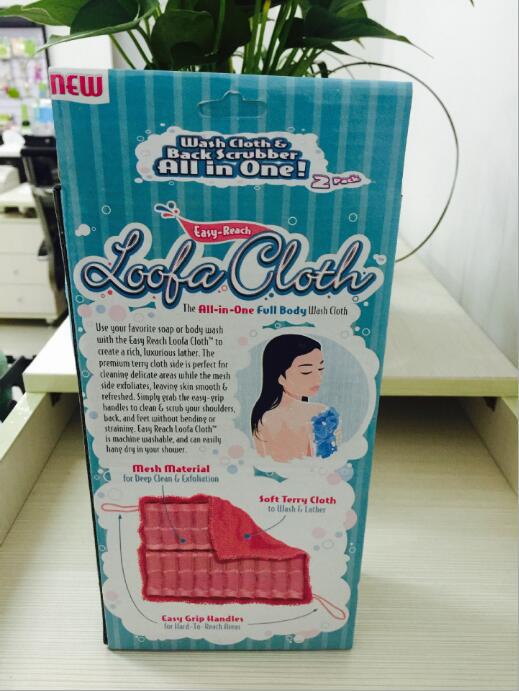 NEW
Wash Cloth &
Back Scrubber
All in One!
2 Pack
Easy-Reach
Loofa Cloth
The All-in-One Full Body Wash Cloth
Use your favorite soap or body wash
with the Easy Reach Loofa Cloth™ to
create a rich, luxurious lather. The
premium terry cloth side is perfect for
cleaning delicate areas while the mesh
side exfoliates, leaving skin smooth &
refreshed. Simply grab the easy-grip
handles to clean & scrub your shoulders,
back, and feet without bending or
straining. Easy Reach Loofa Cloth™
is machine washable, and can easily
hang dry in your shower.
Mesh Material
for Deep Clean & Exfoliation
Soft Terry Cloth
to Wash & Lather
Easy Grip Handles
for Hard-To-Reach Areas